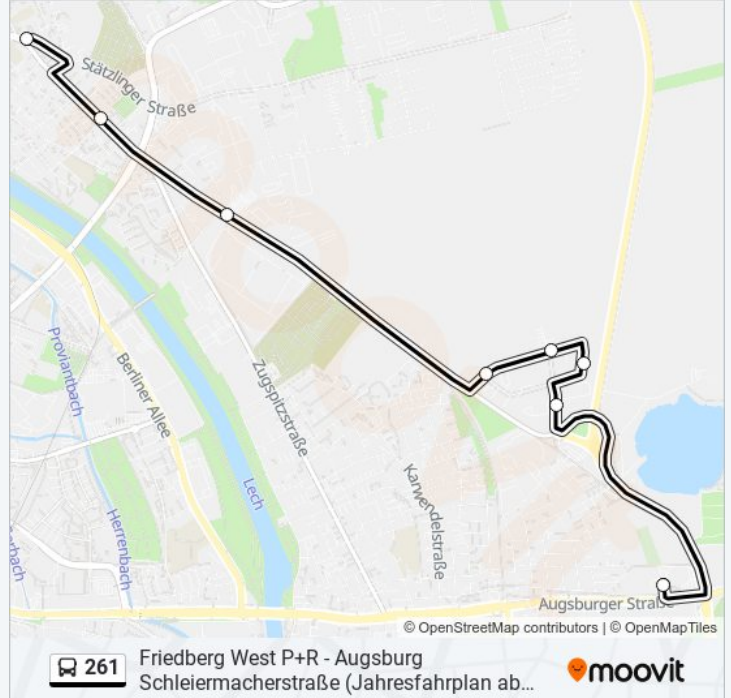 Stätzlinger Straße
Proviantbach
Berliner Allee
Zugspitzstraße
Lech
Karwendelstraße
Herrenbach
erbach
Augsburger Straße
© OpenStreetMap contributors | © OpenMapTiles
261
Friedberg West P+R - Augsburg
Schleiermacherstraße (Jahresfahrplan ab...
moovit